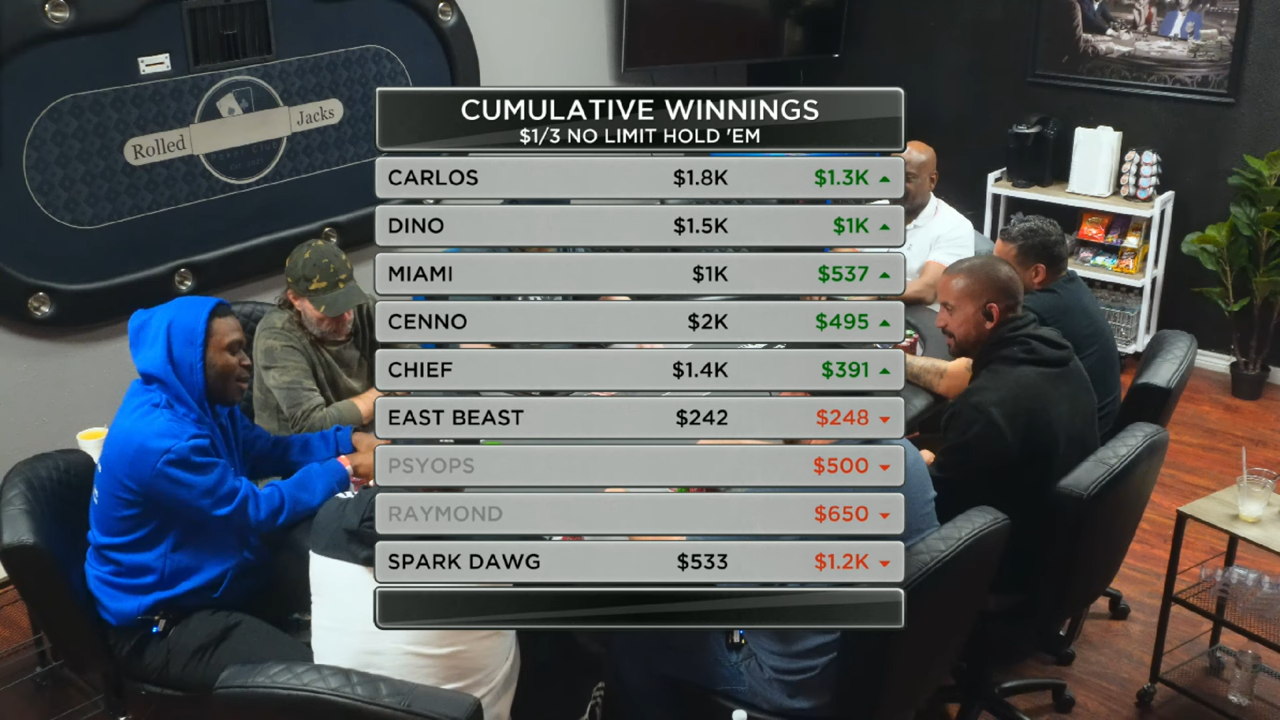 Rolled Jacks
CUMULATIVE WINNINGS
$1/3 NO LIMIT HOLD 'EM
CARLOS $1.8K $1.3K
DINO $1.5K $1K
MIAMI $1K $537
CENNO $2K $495
CHIEF $1.4K $391
EAST BEAST $242 $248
PSYOPS $500
RAYMOND $650
SPARK DAWG $533 $1.2K